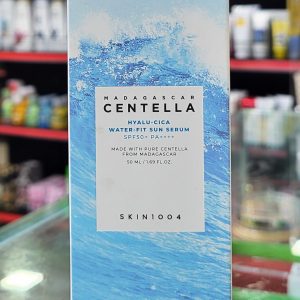 MADAGASCAR
CENTELLA
HYALU-CICA
WATER-FIT SUN SERUM
SPF50+ PA++++
MADE WITH PURE CENTELLA
FROM MADAGASCAR
50 ML / 1.69 FL.OZ.
SKIN1004